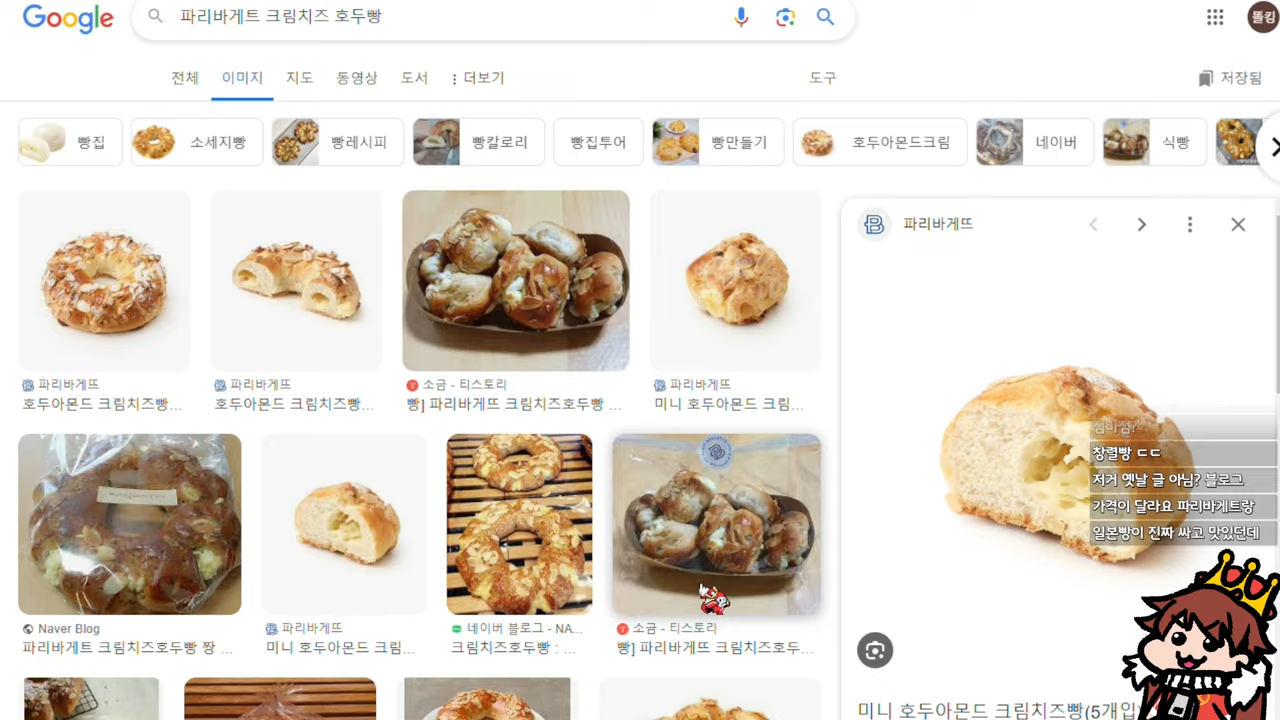 Google
파리바게트 크림치즈 호두빵
똘킹
전체 이미지 지도 동영상 도서 더보기 도구 저장됨
빵집 소세지빵 빵레시피 빵칼로리 빵집투어 빵만들기 호두아몬드크림 네이버 식빵
파리바게뜨
파리바게뜨
호두아몬드 크림치즈빵...
파리바게뜨
호두아몬드 크림치즈빵...
소금 - 티스토리
빵] 파리바게뜨 크림치즈호두빵 ...
파리바게뜨
미니 호두아몬드 크림...
창렬빵 ㄷㄷ
저거 옛날 글 아님? 블로그
가격이 달라요 파리바게트랑
일본빵이 진짜 싸고 맛있던데
Naver Blog
파리바게트 크림치즈호두빵 짱 ...
파리바게뜨
미니 호두아몬드 크림...
네이버 블로그 - NA...
크림치즈호두빵 : ...
소금 - 티스토리
빵] 파리바게뜨 크림치즈호두...
미니 호두아몬드 크림치즈빵(5개입